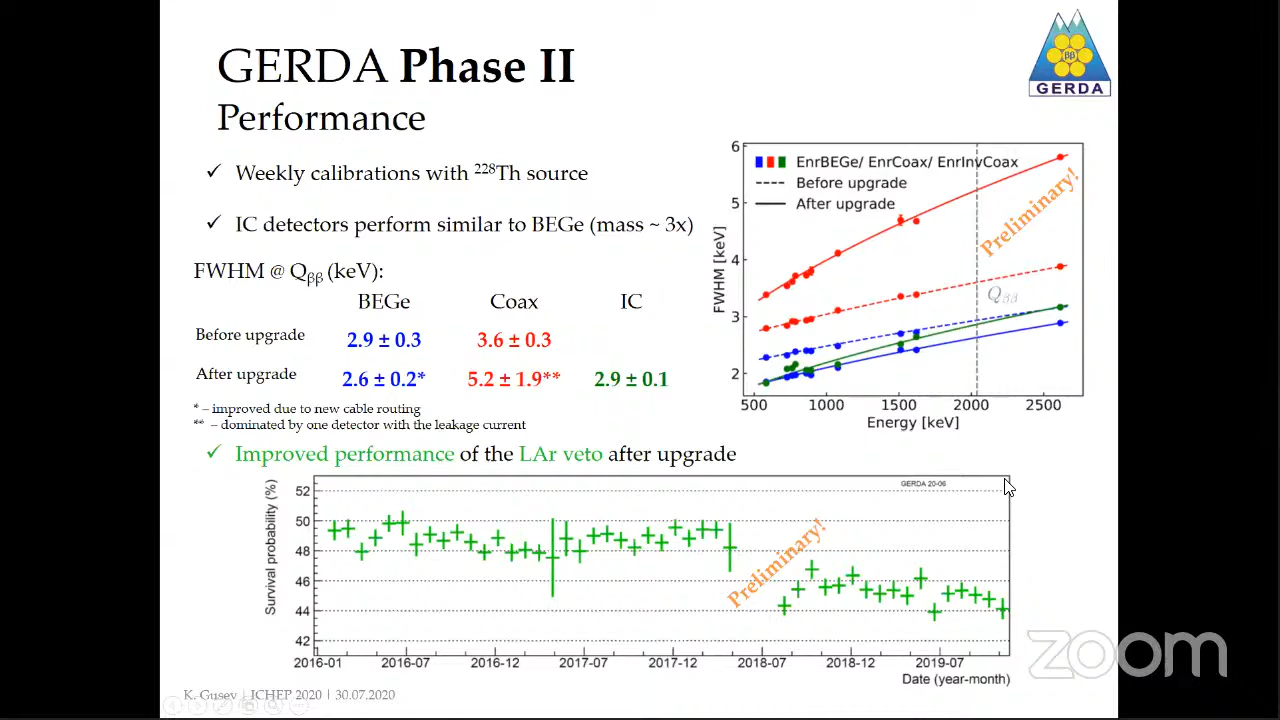 GERDA Phase II
Performance
ββ
GERDA
✓ Weekly calibrations with ²²⁸Th source
✓ IC detectors perform similar to BEGe (mass ~ 3x)
FWHM @ Qββ (keV):
BEGe Coax IC
Before upgrade 2.9 ± 0.3 3.6 ± 0.3
After upgrade 2.6 ± 0.2* 5.2 ± 1.9** 2.9 ± 0.1
* – improved due to new cable routing
** – dominated by one detector with the leakage current
6
5
4
3
2
FWHM [keV]
EnrBEGe/ EnrCoax/ EnrInvCoax
Before upgrade
After upgrade
Preliminary!
Qββ
500 1000 1500 2000 2500
Energy [keV]
✓ Improved performance of the LAr veto after upgrade
Survival probability (%)
52
50
48
46
44
42
GERDA 20-06
Preliminary!
2016-01 2016-07 2016-12 2017-07 2017-12 2018-07 2018-12 2019-07
Date (year-month)
K. Gusev | ICHEP 2020 | 30.07.2020
zoom